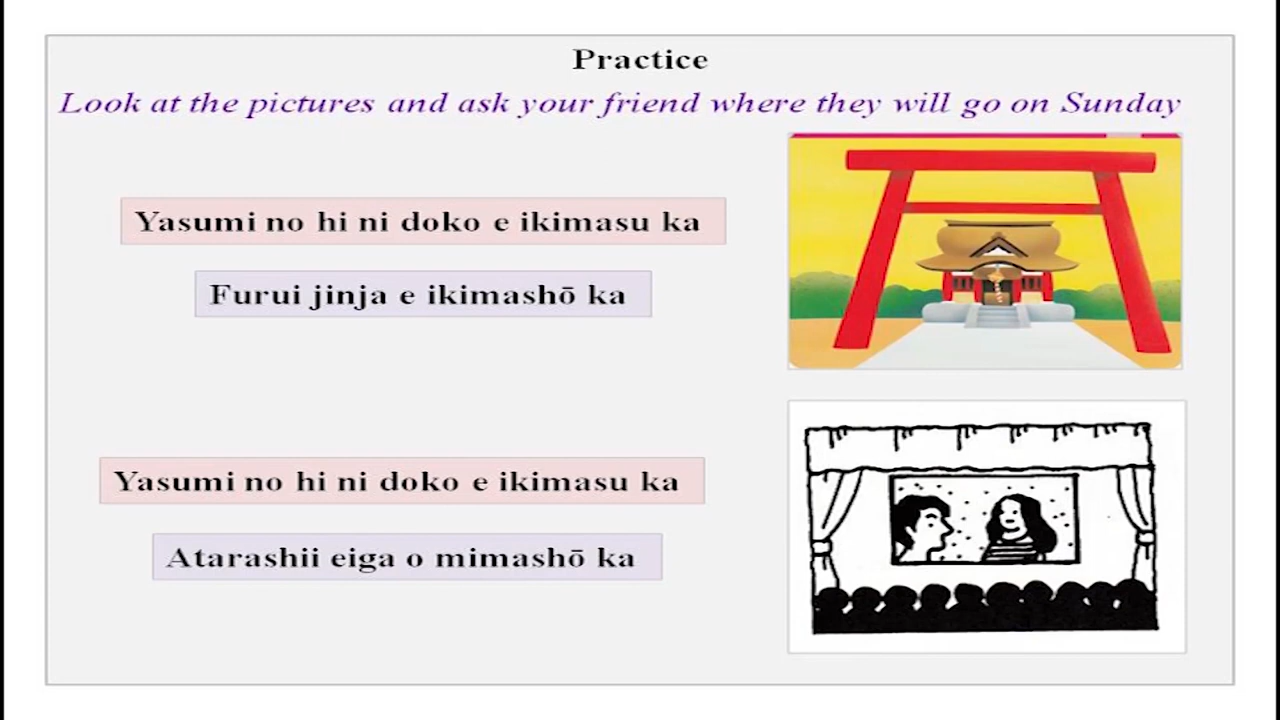 Practice
Look at the pictures and ask your friend where they will go on Sunday
Yasumi no hi ni doko e ikimasu ka
Furui jinja e ikimashō ka
Yasumi no hi ni doko e ikimasu ka
Atarashii eiga o mimashō ka